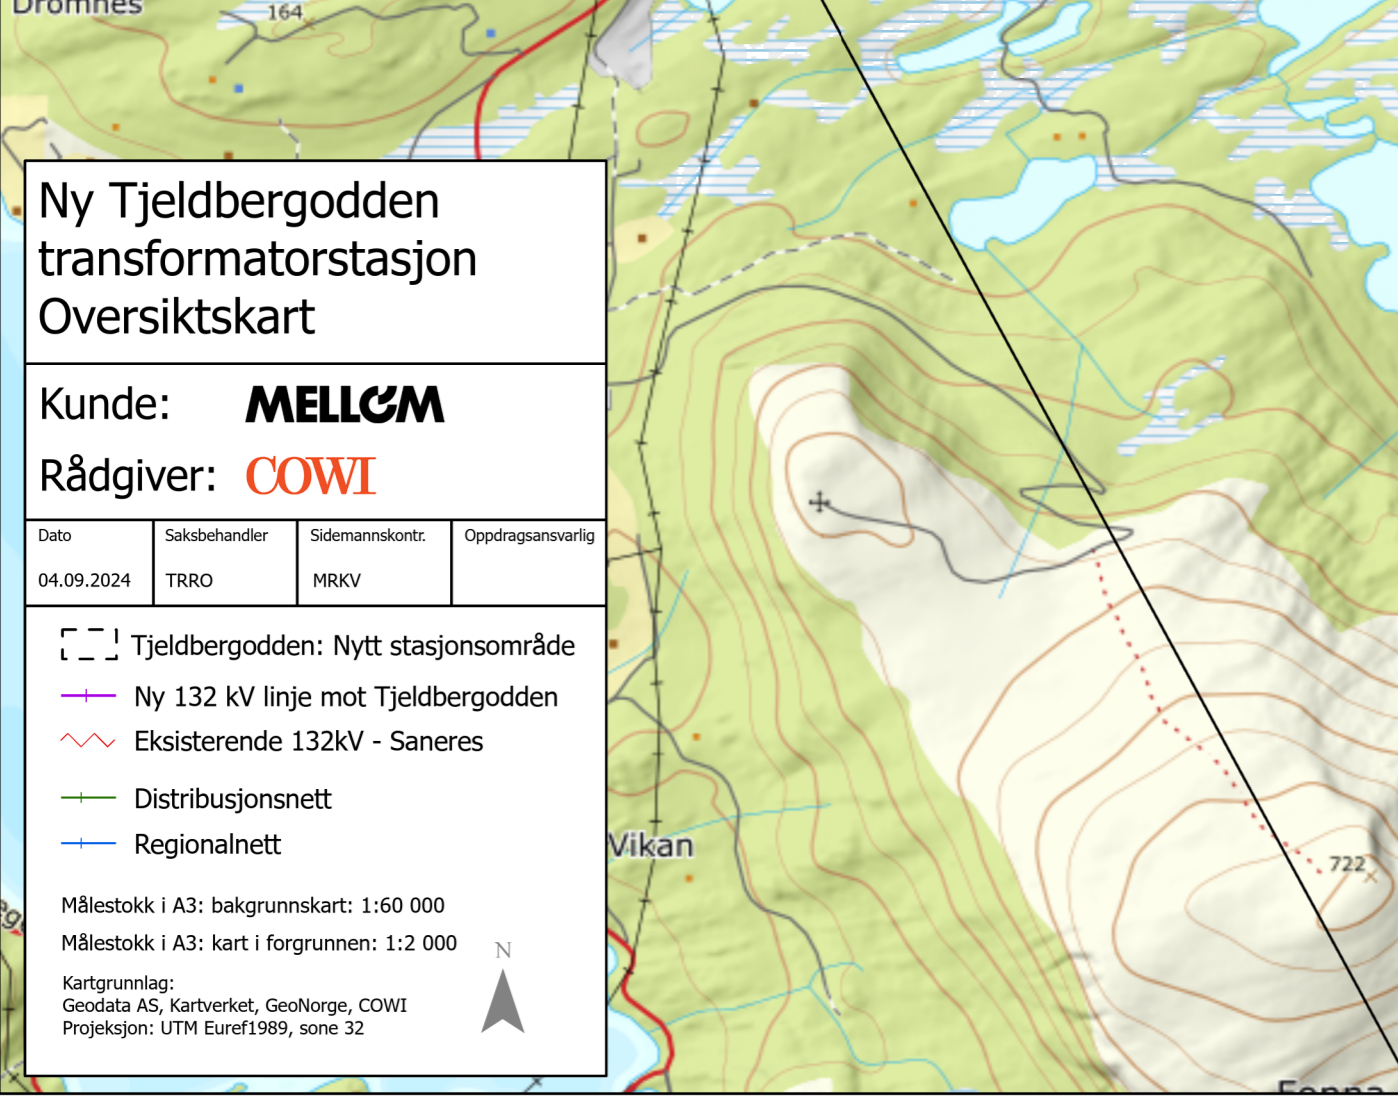 Dromnes
164
Ny Tjeldbergodden
transformatorstasjon
Oversiktskart
Kunde: MELLOM
Rådgiver: COWI
Dato Saksbehandler Sidemannskontr. Oppdragsansvarlig
04.09.2024 TRRO MRKV
Tjeldbergodden: Nytt stasjonsområde
Ny 132 kV linje mot Tjeldbergodden
Eksisterende 132kV - Saneres
Distribusjonsnett
Regionalnett
Målestokk i A3: bakgrunnskart: 1:60 000
Målestokk i A3: kart i forgrunnen: 1:2 000
N
Kartgrunnlag:
Geodata AS, Kartverket, GeoNorge, COWI
Projeksjon: UTM Euref1989, sone 32
Vikan
722